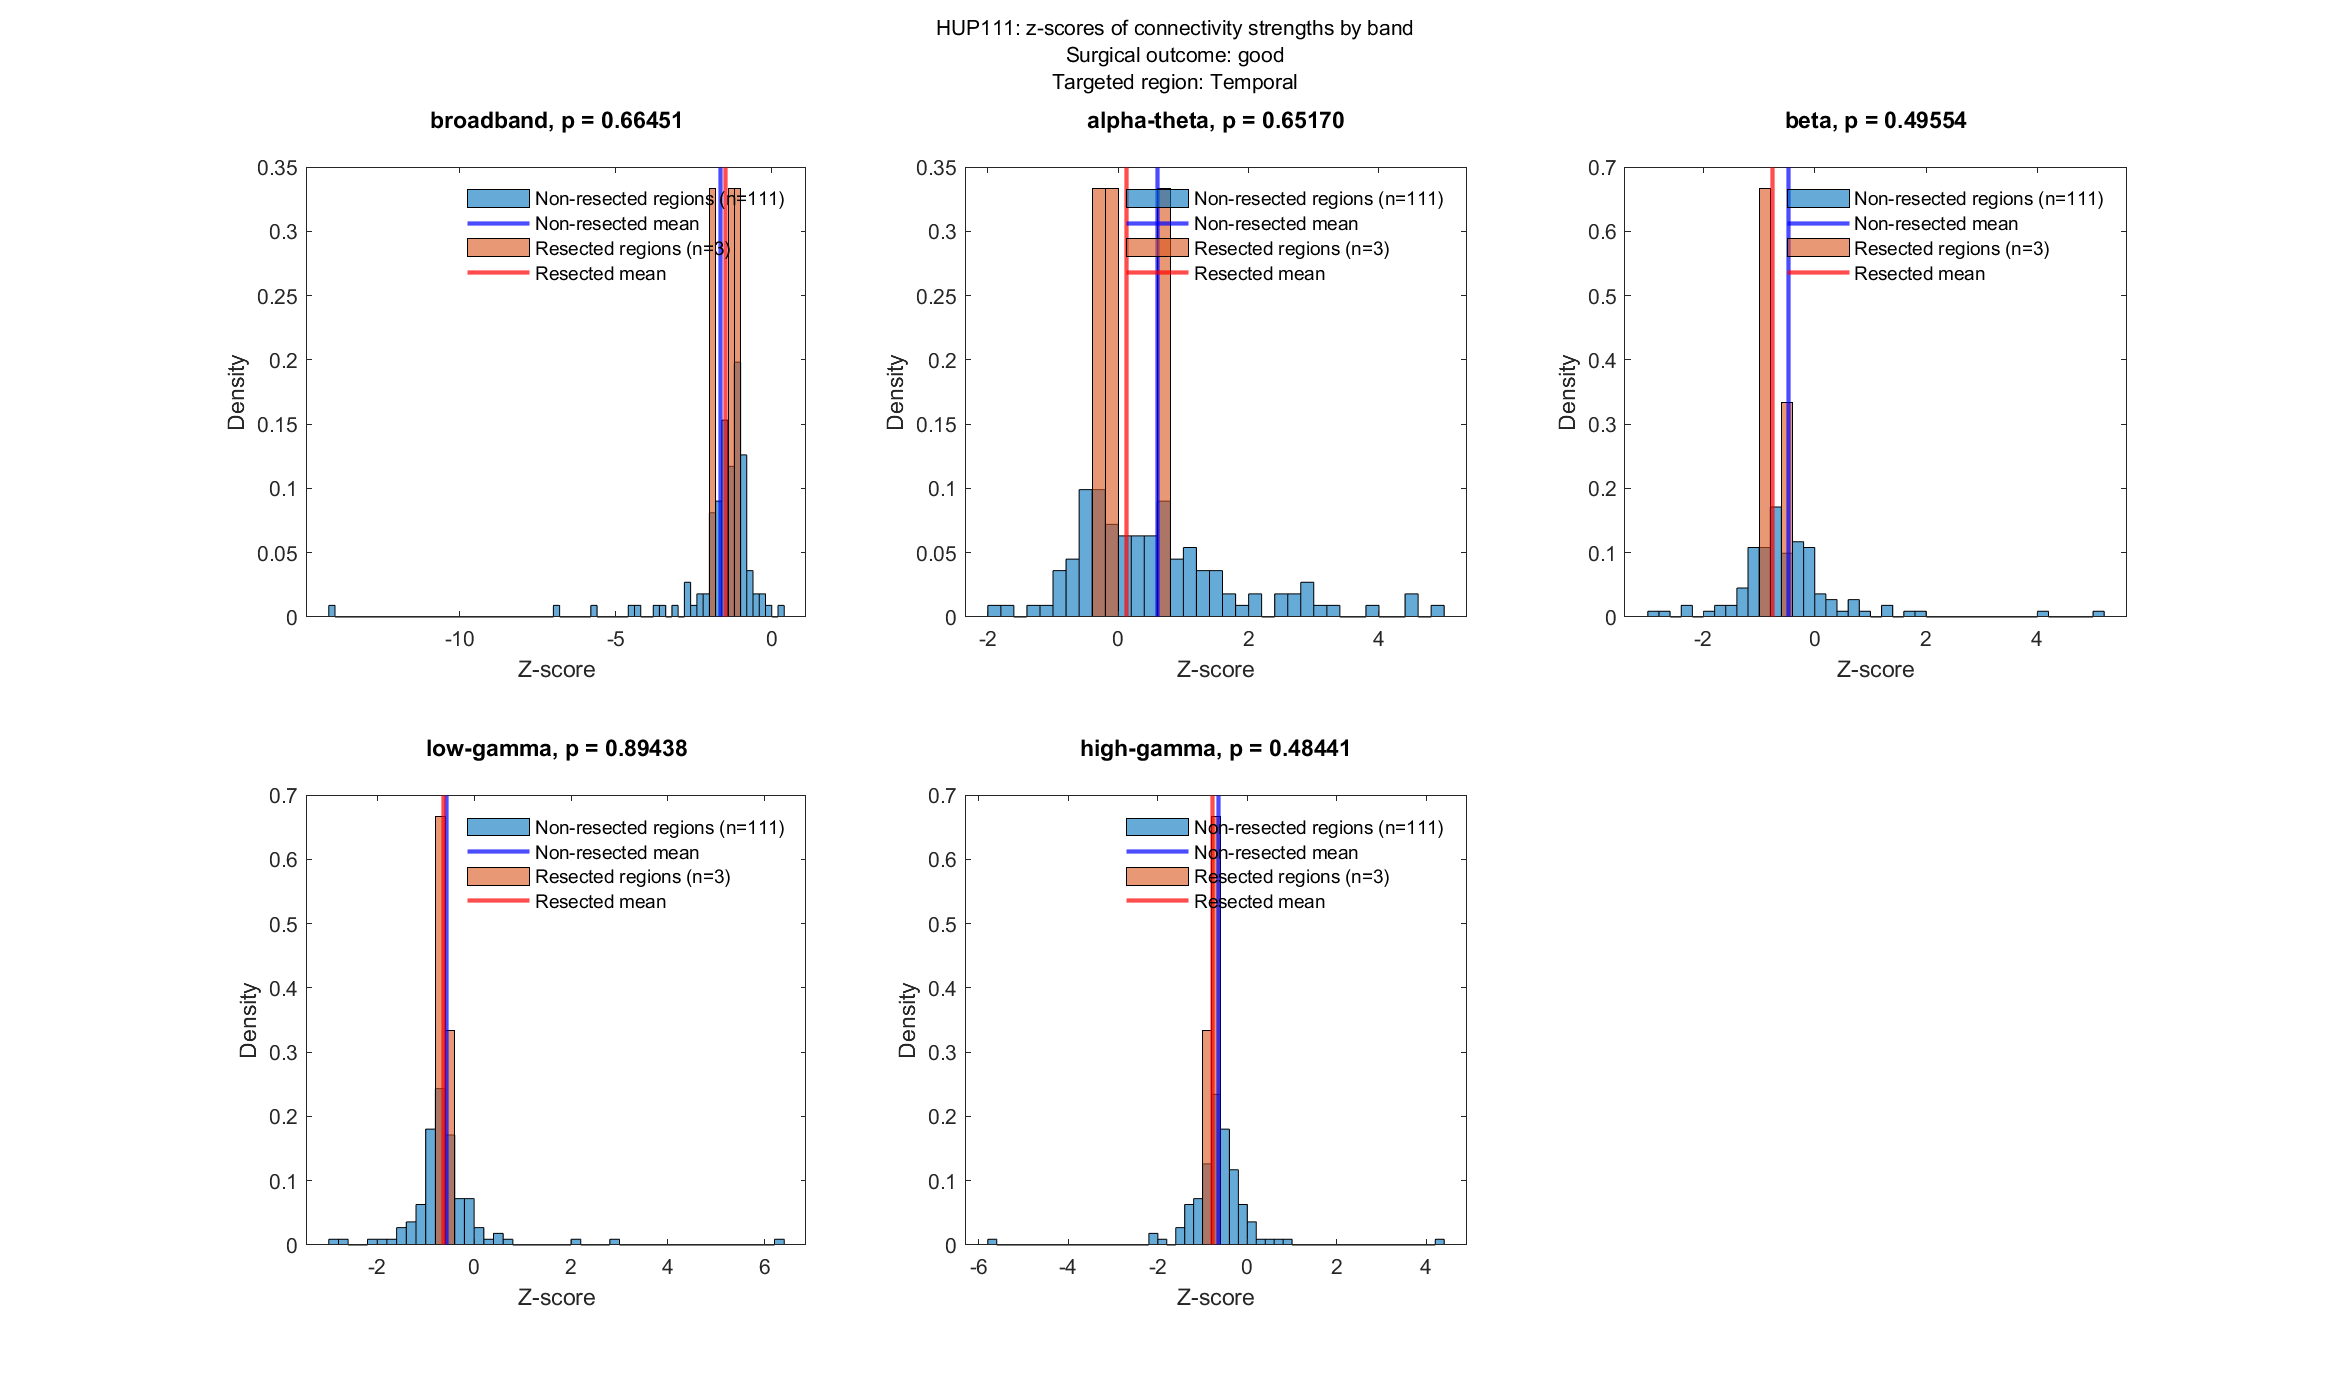 HUP111: z-scores of connectivity strengths by band
Surgical outcome: good
Targeted region: Temporal
broadband, p = 0.66451
0.35
0.3
0.25
0.2
0.15
0.1
0.05
0
Density
-10
-5
0
Z-score
Non-resected regions (n=111)
Non-resected mean
Resected regions (n=3)
Resected mean
alpha-theta, p = 0.65170
0.35
0.3
0.25
0.2
0.15
0.1
0.05
0
Density
-2
0
2
4
Z-score
Non-resected regions (n=111)
Non-resected mean
Resected regions (n=3)
Resected mean
beta, p = 0.49554
0.7
0.6
0.5
0.4
0.3
0.2
0.1
0
Density
-2
0
2
4
Z-score
Non-resected regions (n=111)
Non-resected mean
Resected regions (n=3)
Resected mean
low-gamma, p = 0.89438
0.7
0.6
0.5
0.4
0.3
0.2
0.1
0
Density
-2
0
2
4
6
Z-score
Non-resected regions (n=111)
Non-resected mean
Resected regions (n=3)
Resected mean
high-gamma, p = 0.48441
0.7
0.6
0.5
0.4
0.3
0.2
0.1
0
Density
-6
-4
-2
0
2
4
Z-score
Non-resected regions (n=111)
Non-resected mean
Resected regions (n=3)
Resected mean